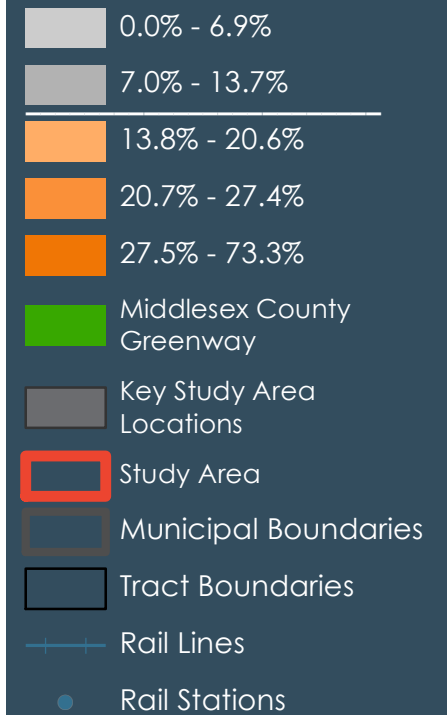 0.0% - 6.9%
7.0% - 13.7%
13.8% - 20.6%
20.7% - 27.4%
27.5% - 73.3%
Middlesex County
Greenway
Key Study Area
Locations
Study Area
Municipal Boundaries
Tract Boundaries
Rail Lines
Rail Stations